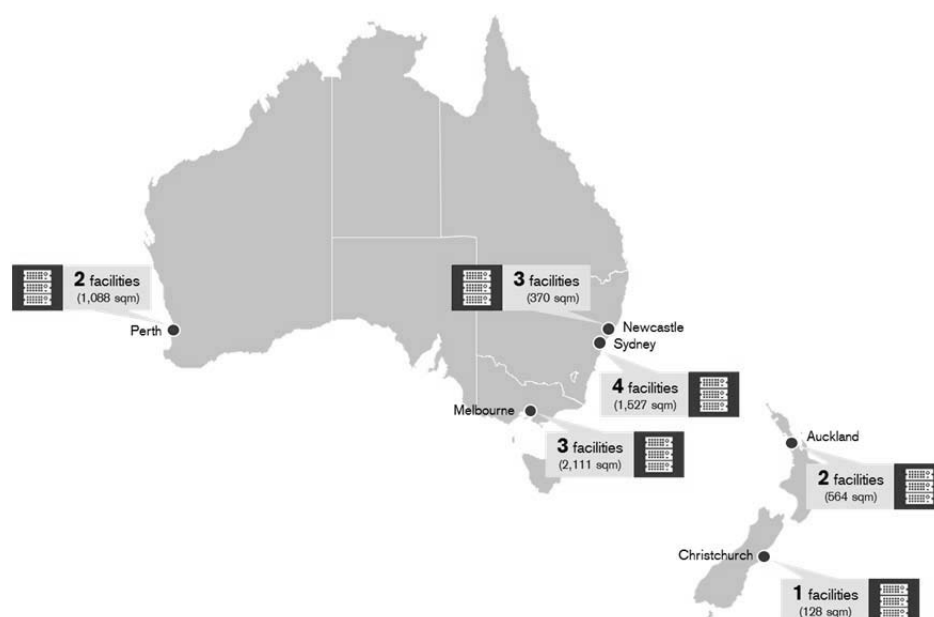 2 facilities
(1,088 sqm)
Perth
3 facilities
(370 sqm)
Newcastle
Sydney
4 facilities
(1,527 sqm)
Melbourne
3 facilities
(2,111 sqm)
Auckland
2 facilities
(564 sqm)
Christchurch
1 facilities
(128 sqm)